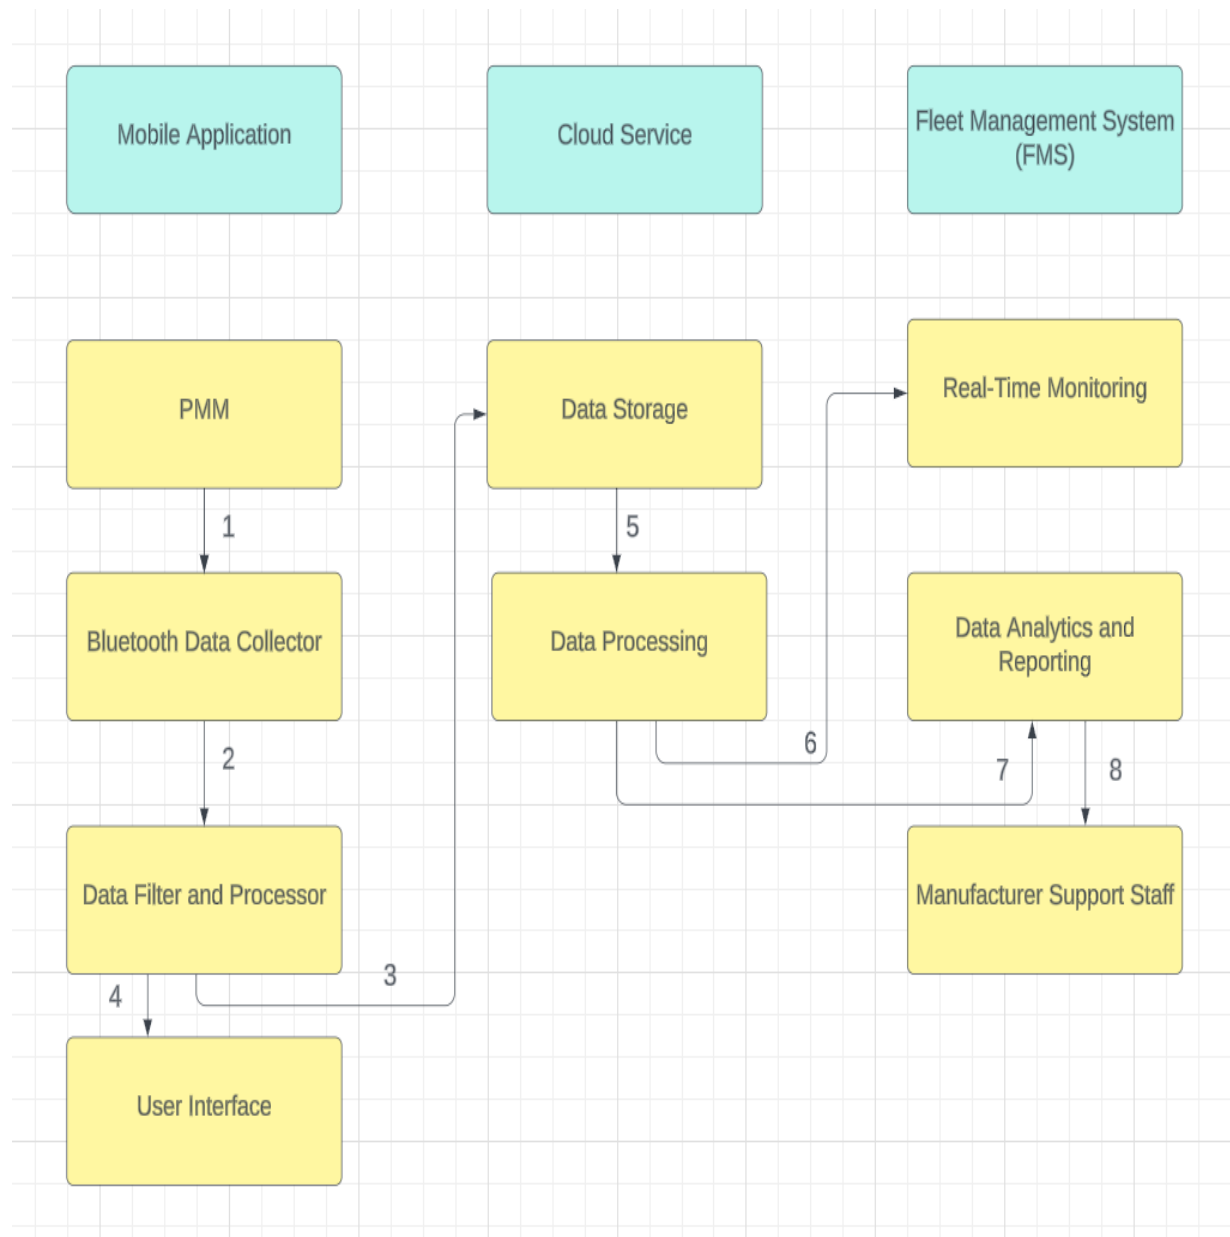 Mobile Application
Cloud Service
Fleet Management System
(FMS)
PMM
Data Storage
Real-Time Monitoring
1
5
Bluetooth Data Collector
Data Processing
Data Analytics and
Reporting
2
6
7
8
Data Filter and Processor
Manufacturer Support Staff
3
4
User Interface